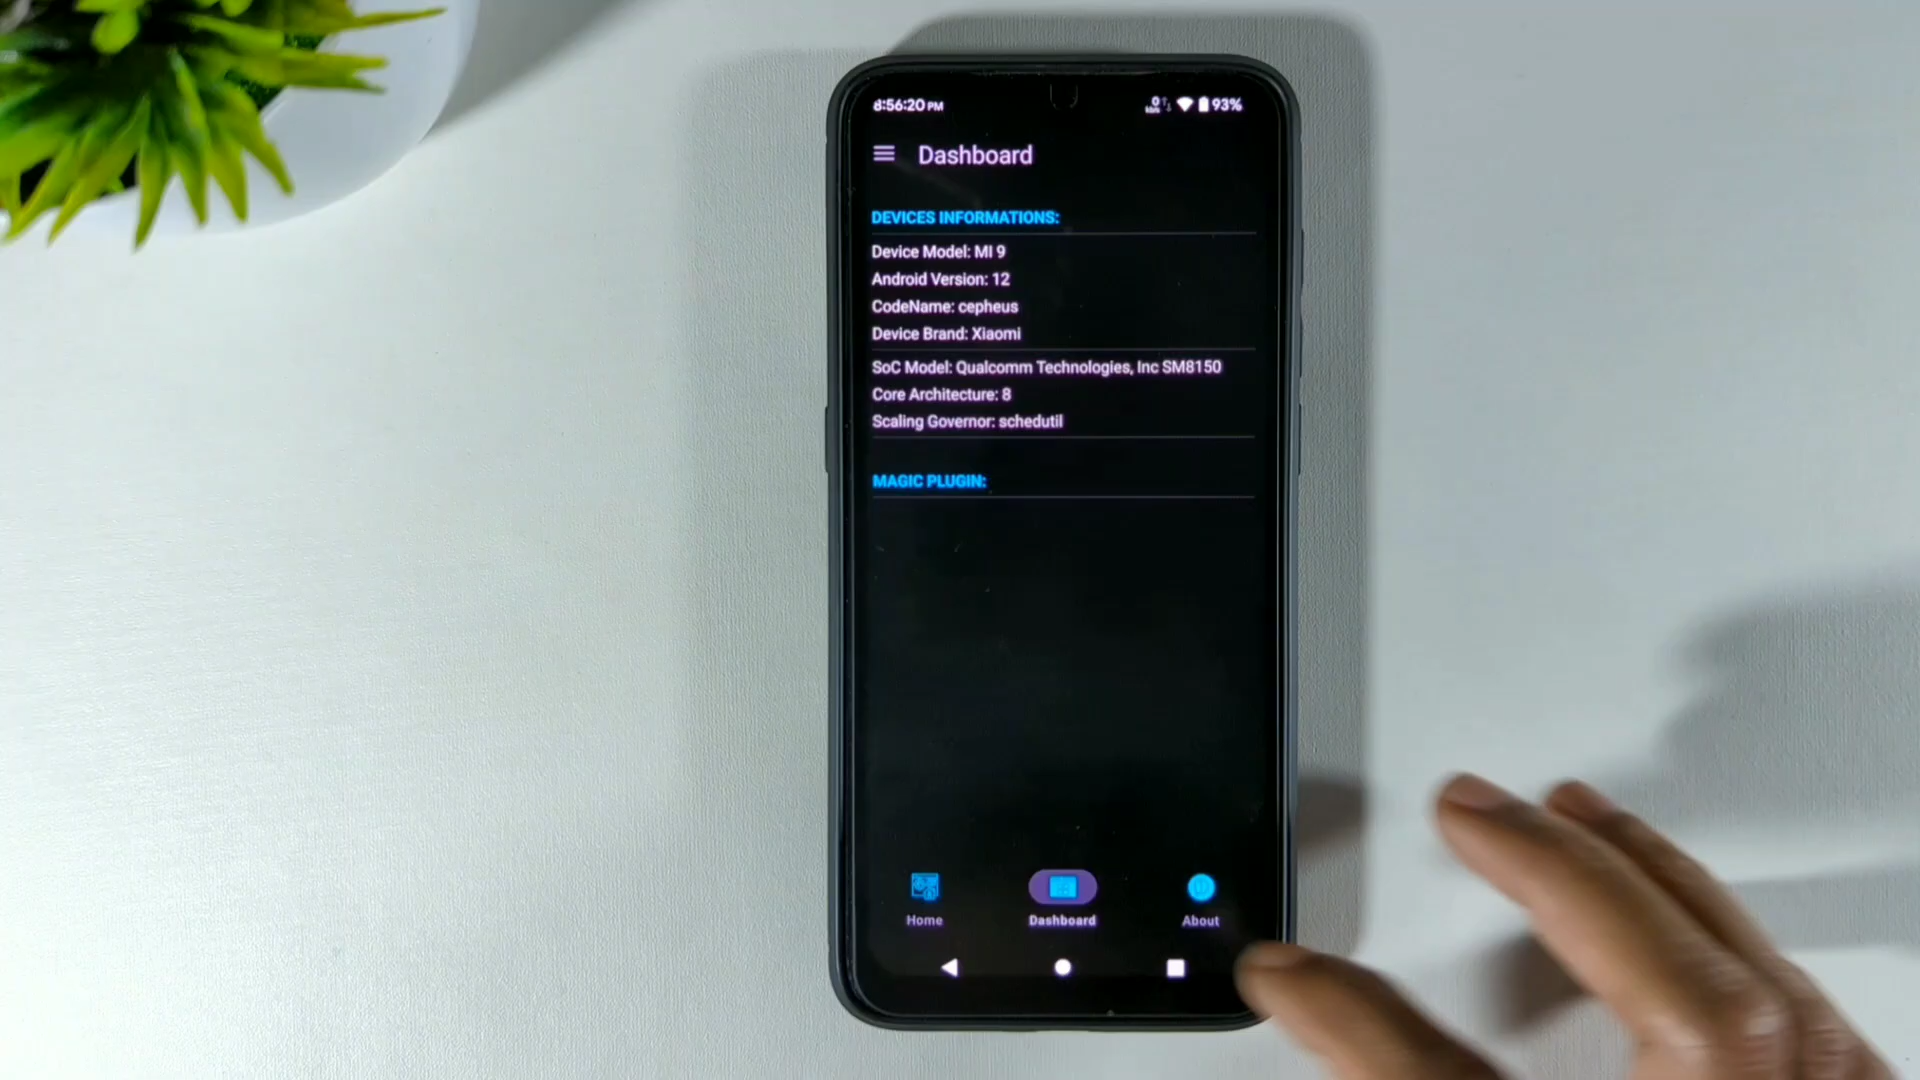 8:56:20 PM
93%
Dashboard
DEVICES INFORMATIONS:
Device Model: MI 9
Android Version: 12
CodeName: cepheus
Device Brand: Xiaomi
SoC Model: Qualcomm Technologies, Inc SM8150
Core Architecture: 8
Scaling Governor: schedutil
MAGIC PLUGIN:
Home
Dashboard
About